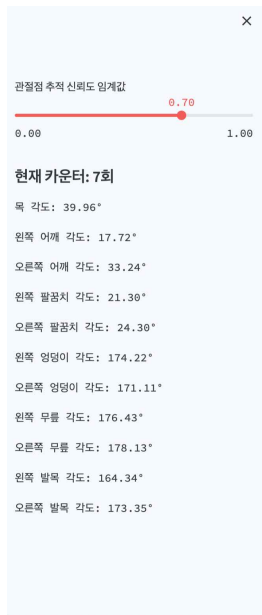 ×
관절점 추적 신뢰도 임계값
0.70
0.00 1.00
현재 카운터: 7회
목 각도: 39.96°
왼쪽 어깨 각도: 17.72°
오른쪽 어깨 각도: 33.24°
왼쪽 팔꿈치 각도: 21.30°
오른쪽 팔꿈치 각도: 24.30°
왼쪽 엉덩이 각도: 174.22°
오른쪽 엉덩이 각도: 171.11°
왼쪽 무릎 각도: 176.43°
오른쪽 무릎 각도: 178.13°
왼쪽 발목 각도: 164.34°
오른쪽 발목 각도: 173.35°